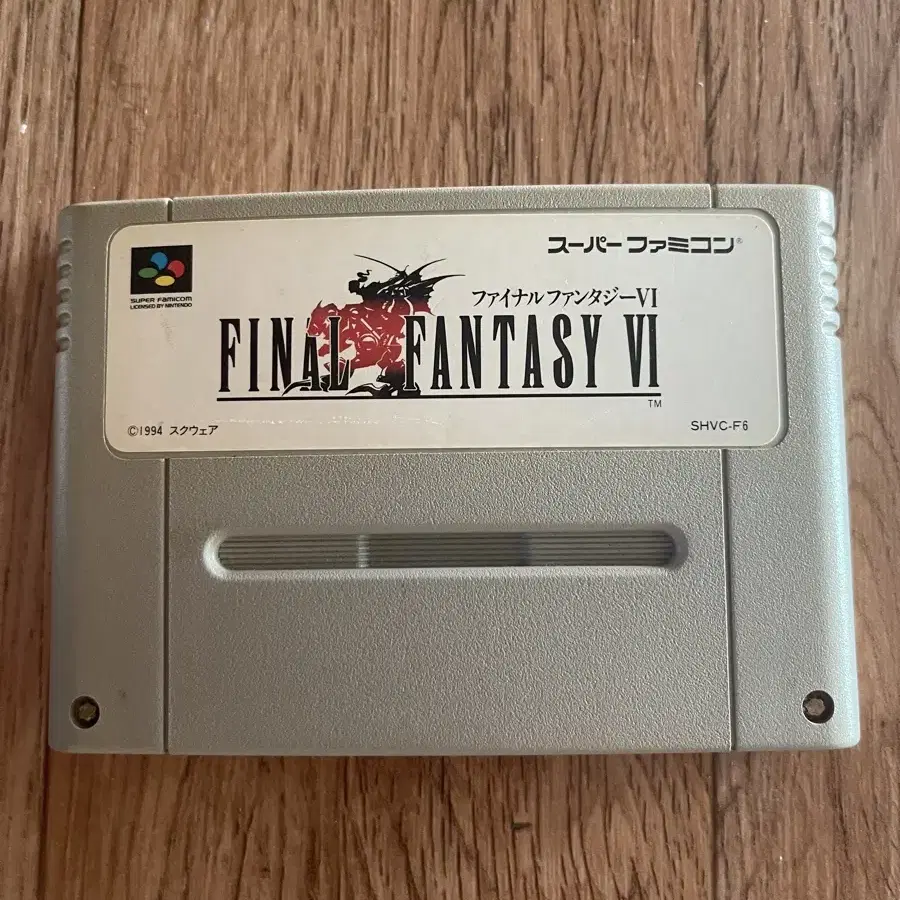 スーパーファミコン®
SUPER FAMICOM
LICENSED BY NINTENDO
ファイナルファンタジーVI
FINAL FANTASY VI
TM
©1994 スクウェア
SHVC-F6